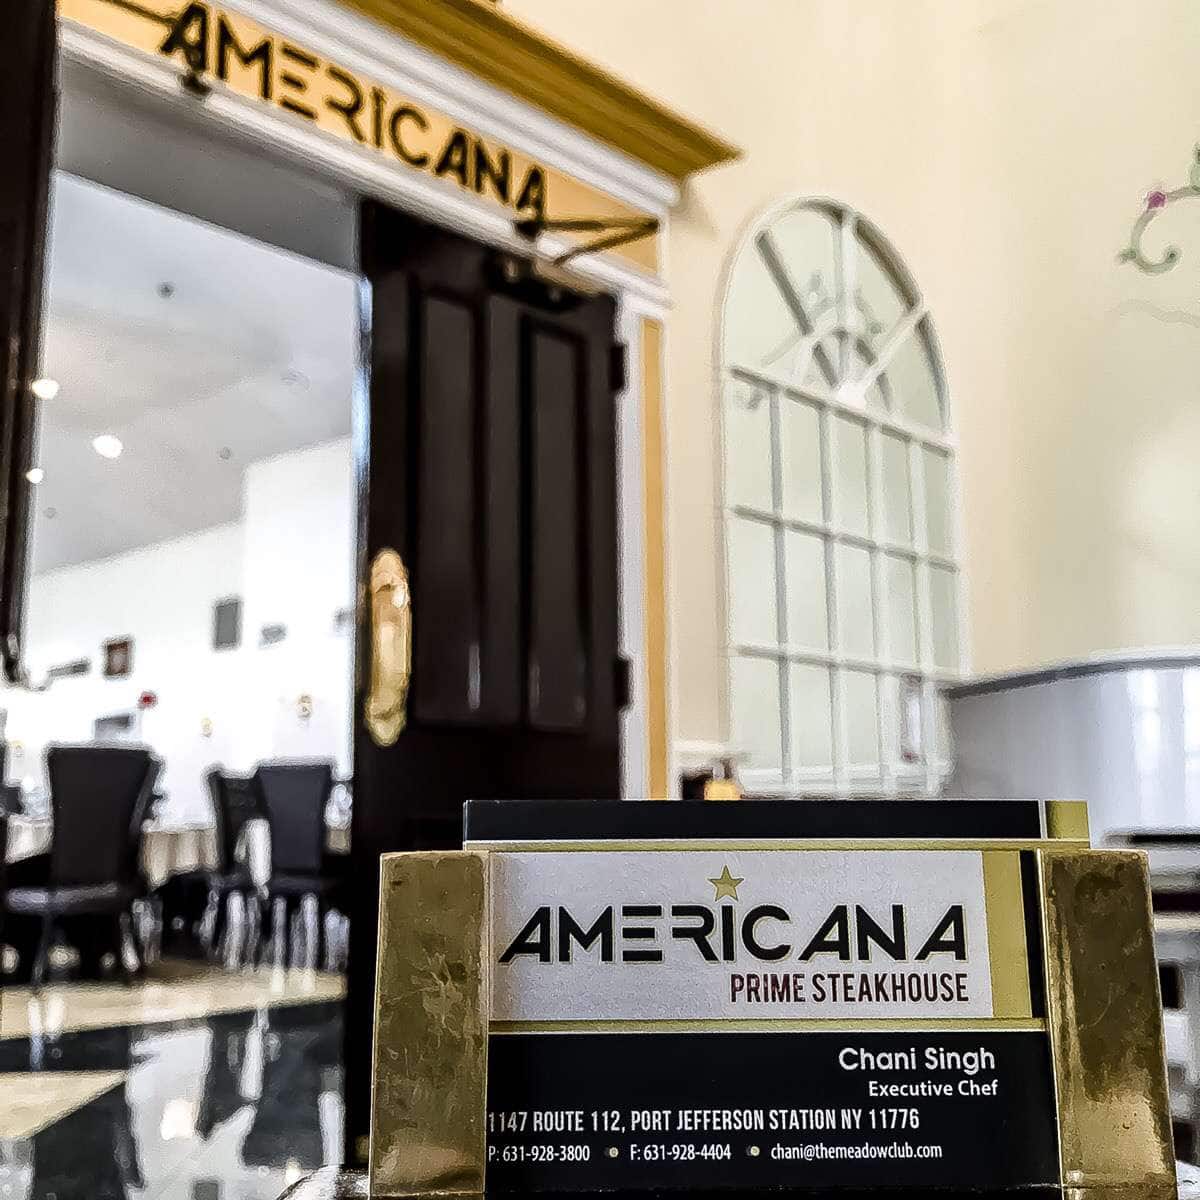 AMERICANA
AMERICANA
PRIME STEAKHOUSE
Chani Singh
Executive Chef
1147 ROUTE 112, PORT JEFFERSON STATION NY 11776
P: 631-928-3800 • F: 631-928-4404 • chani@themeadowclub.com